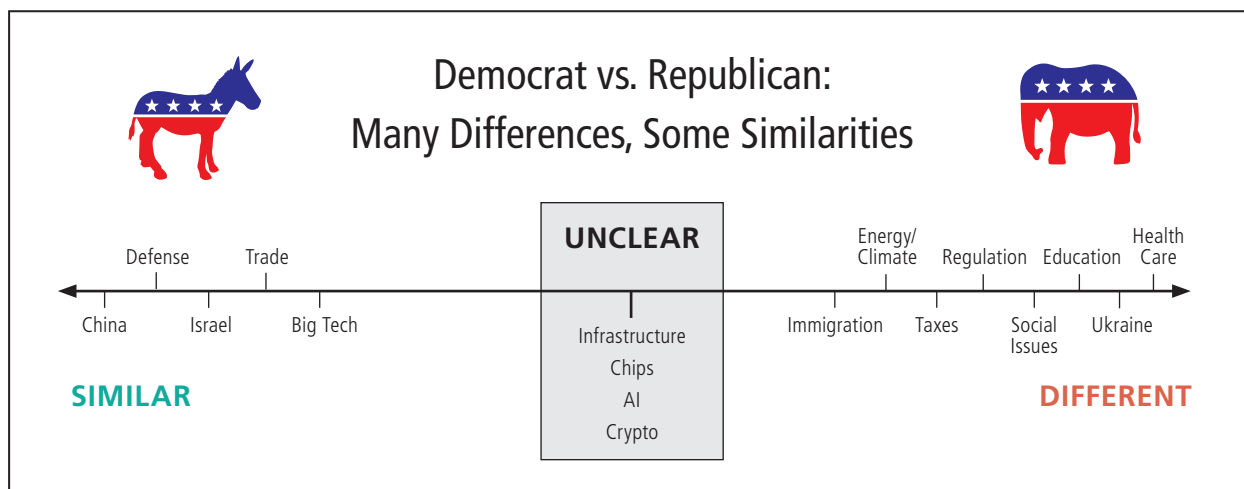 Democrat vs. Republican:
Many Differences, Some Similarities
UNCLEAR
Defense
Trade
Energy/
Climate
Regulation
Education
Health
Care
China
Israel
Big Tech
Infrastructure
Chips
AI
Crypto
Immigration
Taxes
Social
Issues
Ukraine
SIMILAR
DIFFERENT